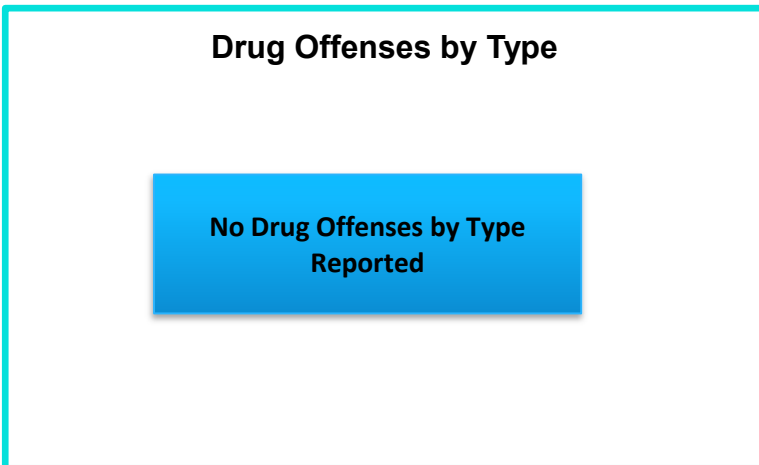 Drug Offenses by Type
No Drug Offenses by Type
Reported